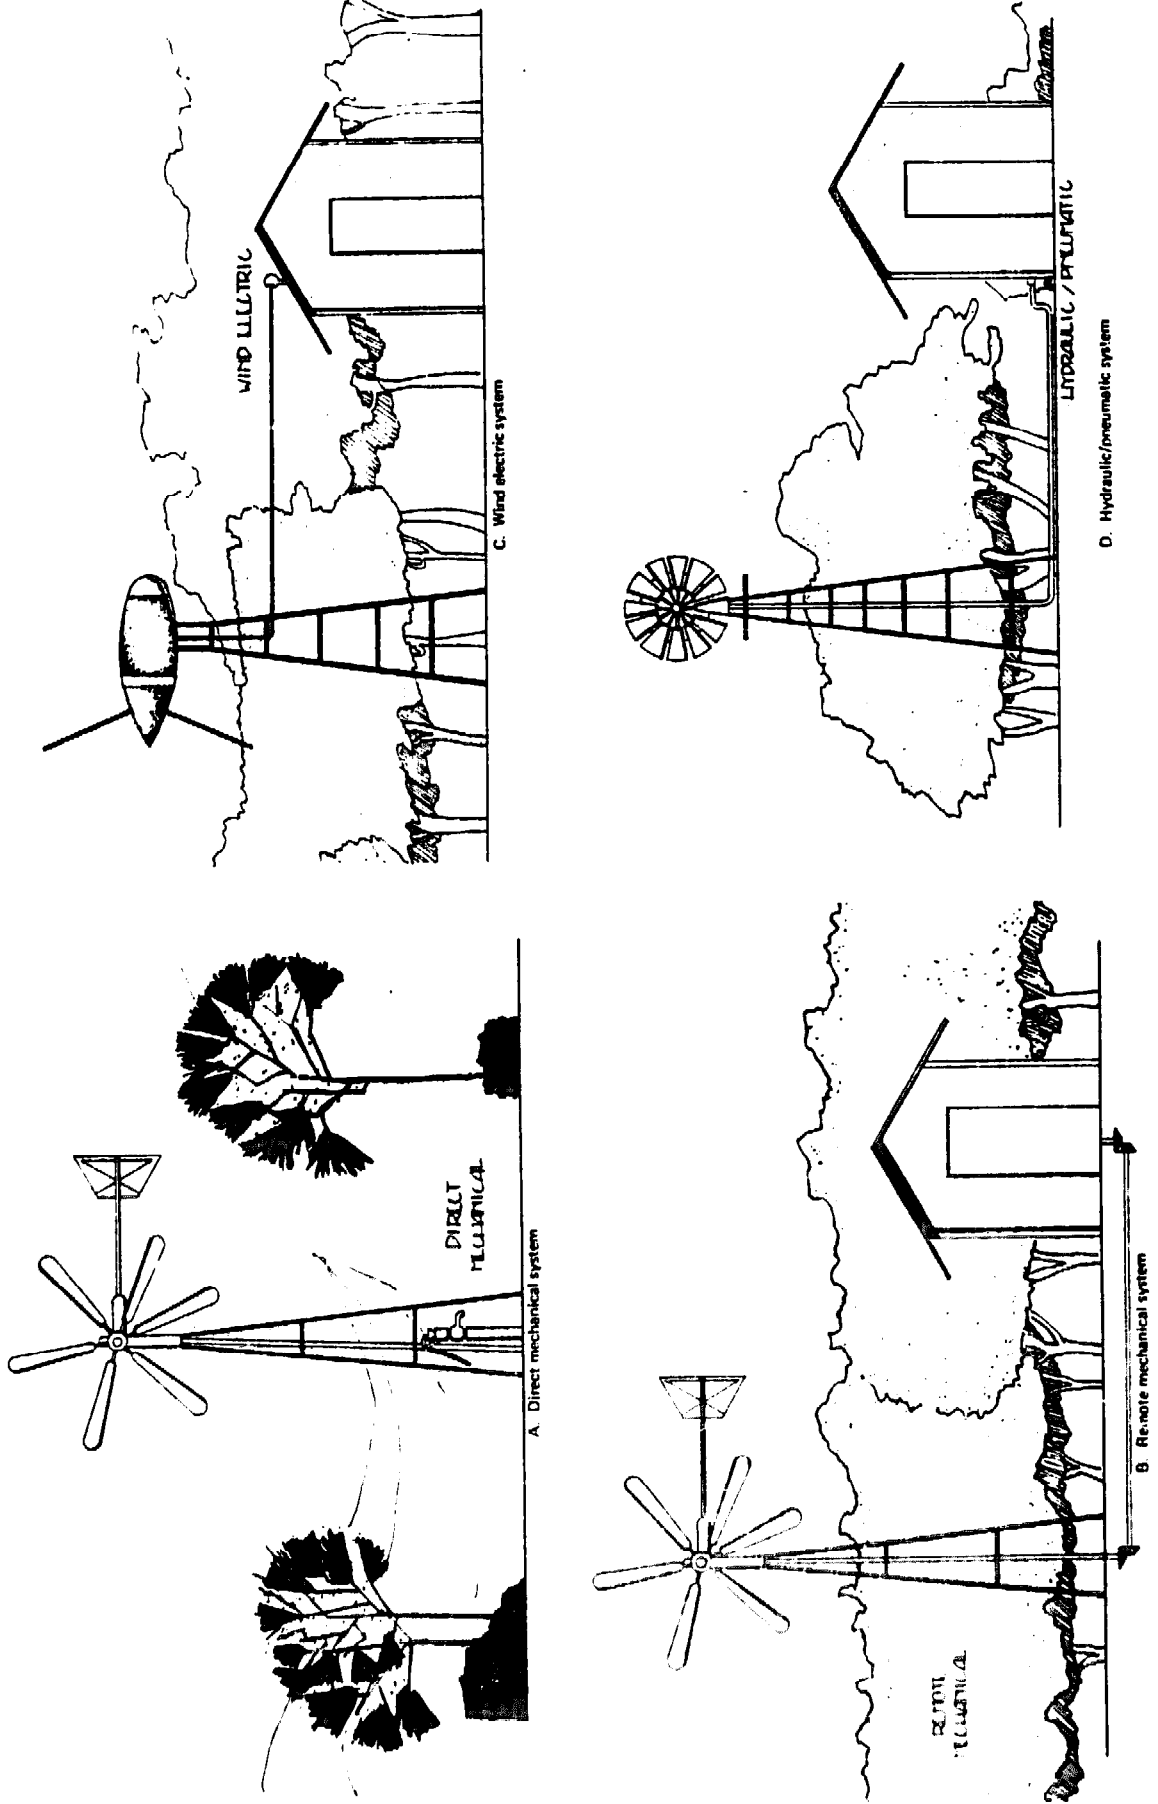 DIRECT
MECHANICAL
A. Direct mechanical system
WIND ELECTRIC
C. Wind electric system
REMOTE
MECHANICAL
B. Remote mechanical system
HYDRAULIC / PNEUMATIC
D. Hydraulic/pneumatic system